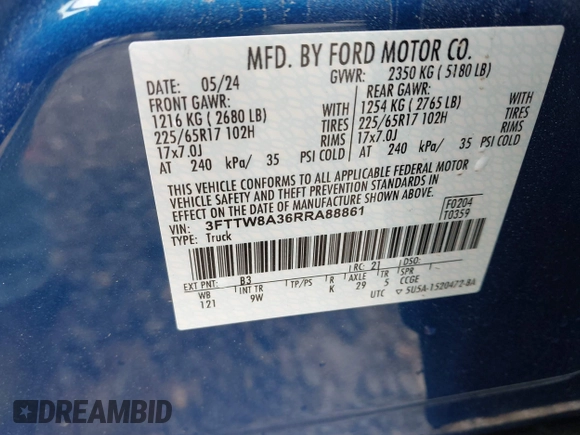 MFD. BY FORD MOTOR CO.
DATE: 05/24 GVWR: 2350 KG ( 5180 LB)
FRONT GAWR: REAR GAWR:
1216 KG ( 2680 LB) WITH 1254 KG ( 2765 LB) WITH
225/65R17 102H TIRES 225/65R17 102H TIRES
17x7.0J RIMS 17x7.0J RIMS
AT 240 kPa/ 35 PSI COLD AT 240 kPa/ 35 PSI COLD
THIS VEHICLE CONFORMS TO ALL APPLICABLE FEDERAL MOTOR
VEHICLE SAFETY AND THEFT PREVENTION STANDARDS IN
EFFECT ON THE DATE OF MANUFACTURE SHOWN ABOVE.
VIN: 3FTTW8A36RRA88861 F0204
TYPE: Truck T0359
EXT PNT: B3 RC: 21 DSO:
WB INT TR TP/PS R AXLE TR SPR
121 9W K 29 5 CCGE
UTC ▽ 5U5A-1520472-BA
DREAMBID